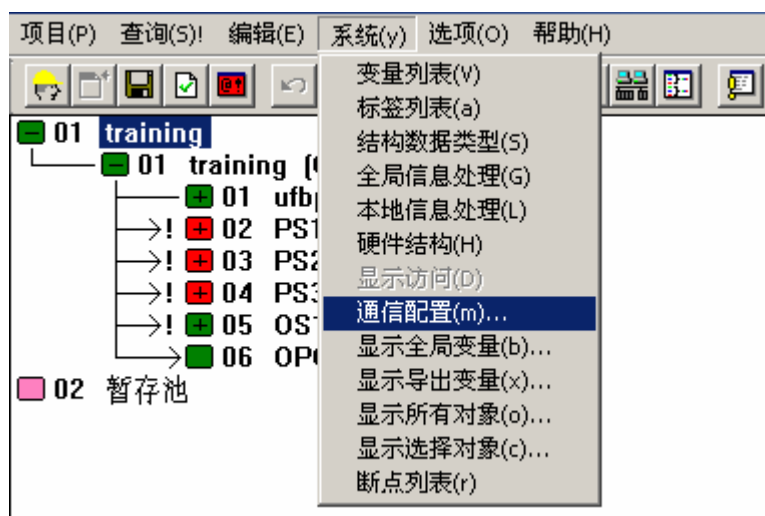 项目(P) 查询(S)! 编辑(E) 系统(y) 选项(O) 帮助(H)
变量列表(V)
标签列表(a)
结构数据类型(S)
全局信息处理(G)
本地信息处理(L)
硬件结构(H)
显示访问(D)
通信配置(m)...
显示全局变量(b)...
显示导出变量(x)...
显示所有对象(o)...
显示选择对象(c)...
断点列表(r)
01 training
01 training
01 ufbp
! 02 PS1
! 03 PS2
! 04 PS3
! 05 OS1
06 OP
02 暂存池